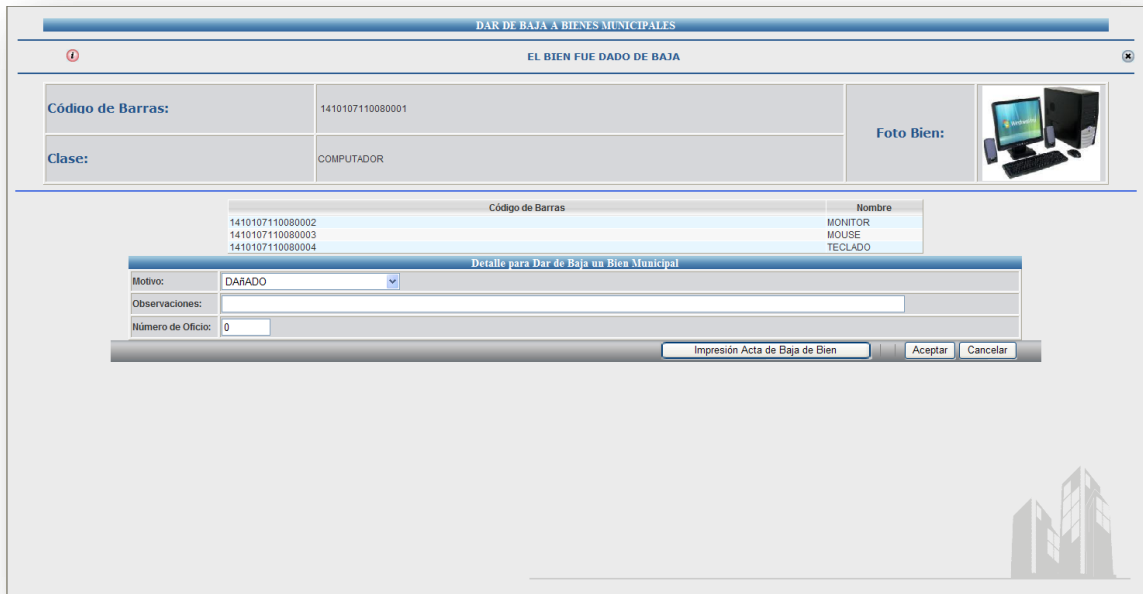 DAR DE BAJA A BIENES MUNICIPALES
EL BIEN FUE DADO DE BAJA
Código de Barras: 1410107110080001
Foto Bien:
Clase: COMPUTADOR
Código de Barras Nombre
1410107110080002 MONITOR
1410107110080003 MOUSE
1410107110080004 TECLADO
Detalle para Dar de Baja un Bien Municipal
Motivo: DAñADO
Observaciones:
Número de Oficio: 0
Impresión Acta de Baja de Bien Aceptar Cancelar